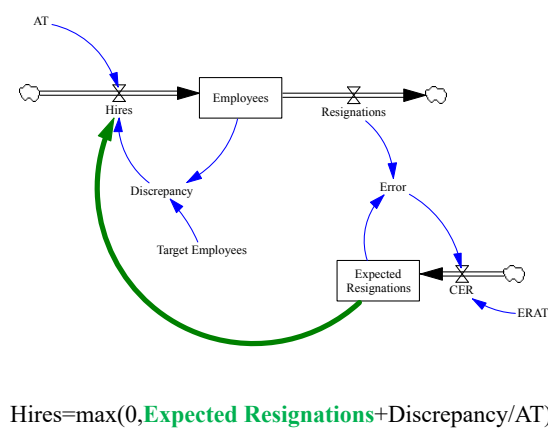 AT
Employees
Hires
Resignations
Discrepancy
Error
Target Employees
Expected
Resignations
CER
ERAT
Hires=max(0,Expected Resignations+Discrepancy/AT)